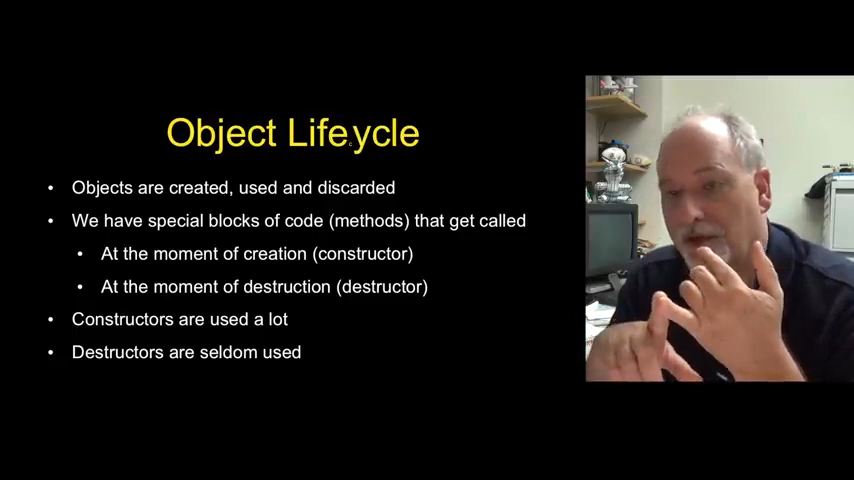 Object Lifecycle
• Objects are created, used and discarded
• We have special blocks of code (methods) that get called
• At the moment of creation (constructor)
• At the moment of destruction (destructor)
• Constructors are used a lot
• Destructors are seldom used